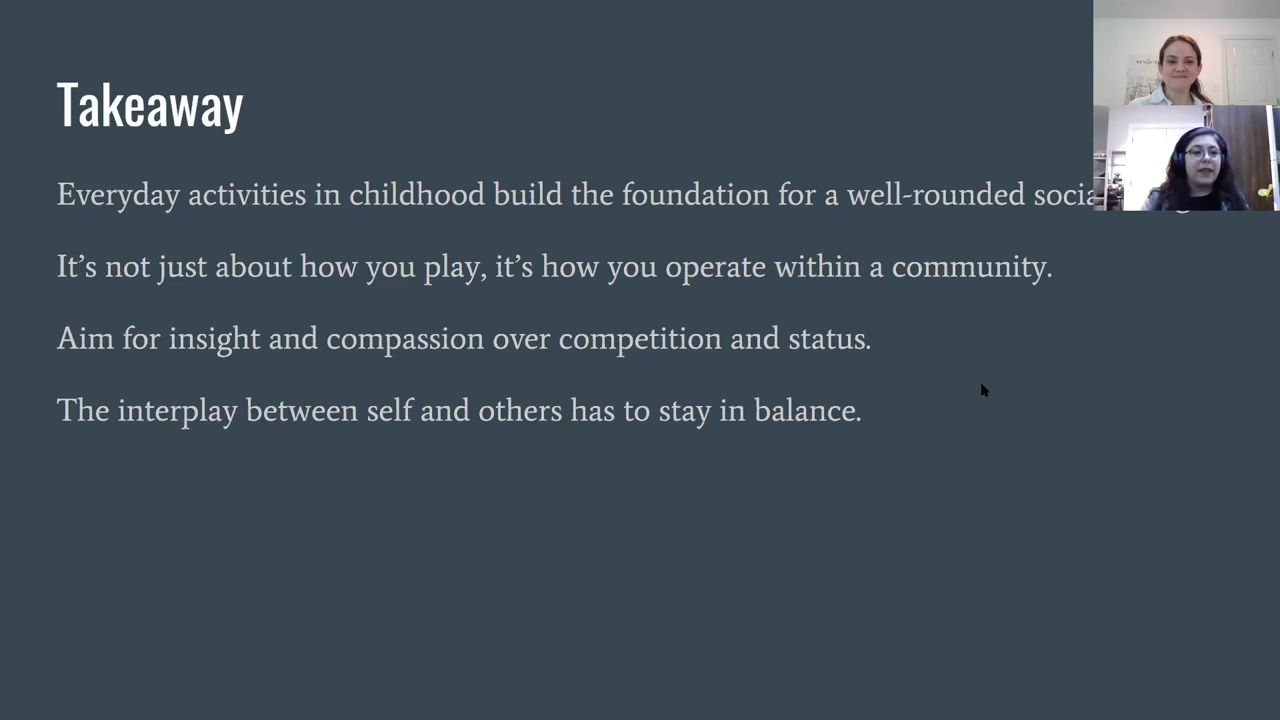 Takeaway
Everyday activities in childhood build the foundation for a well-rounded
It's not just about how you play, it's how you operate within a community.
Aim for insight and compassion over competition and status.
The interplay between self and others has to stay in balance.